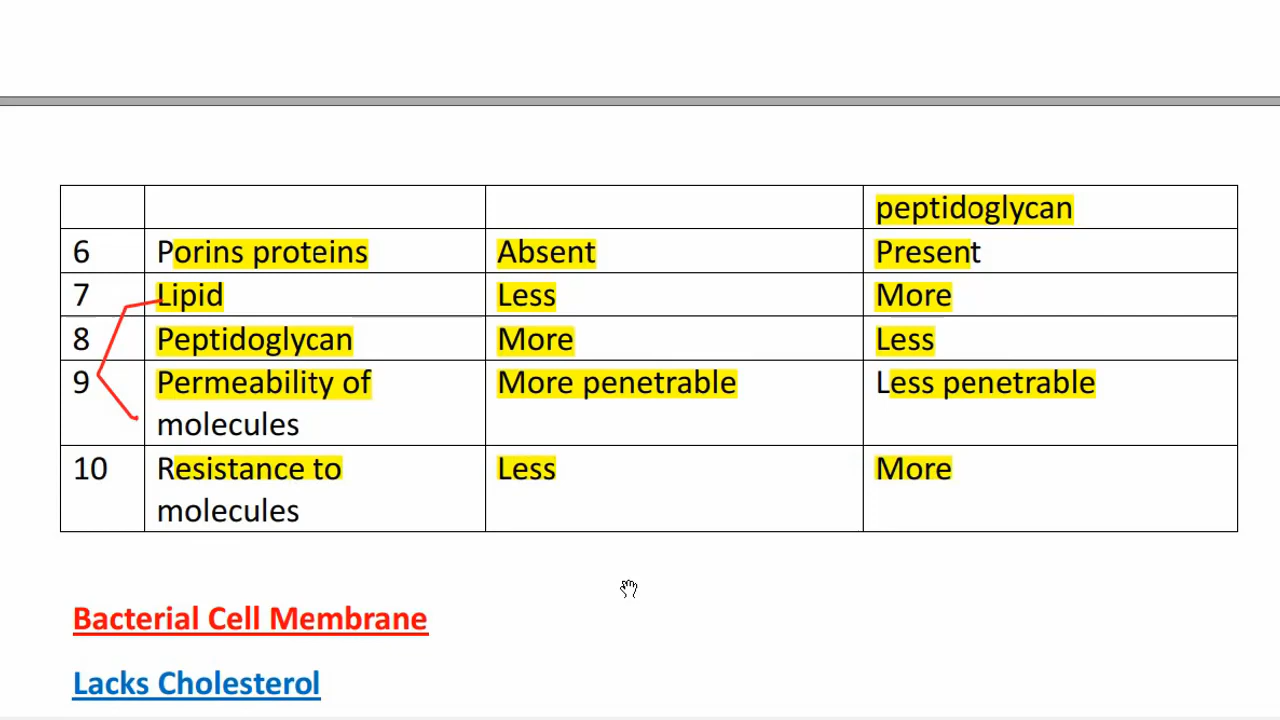 peptidoglycan
6 Porins proteins Absent Present
7 Lipid Less More
8 Peptidoglycan More Less
9 Permeability of More penetrable Less penetrable
molecules
10 Resistance to Less More
molecules
Bacterial Cell Membrane
Lacks Cholesterol